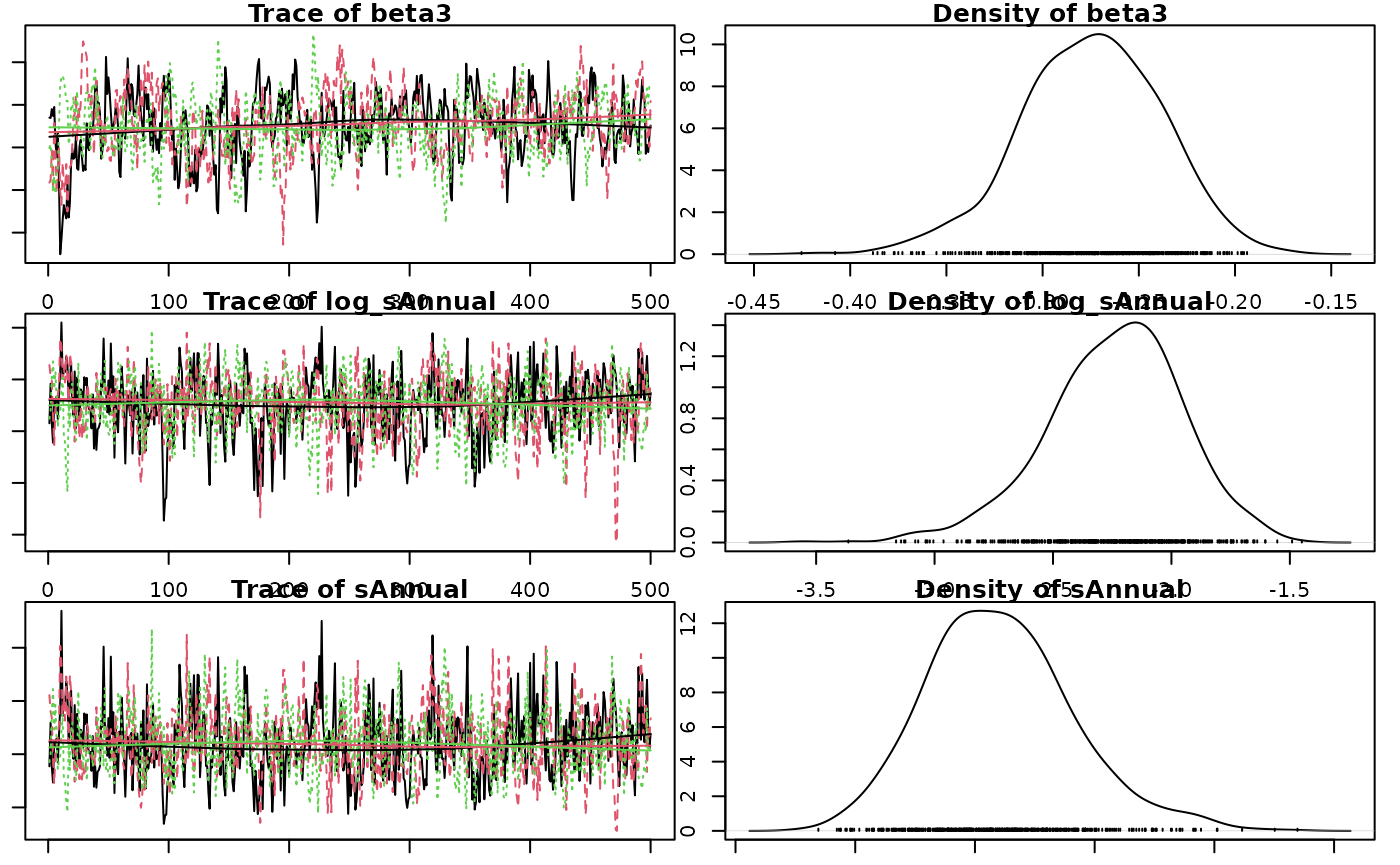 Trace of beta3
Density of beta3
0 2 4 6 8 10
0 100 200 300 400 500
-0.45 -0.40 -0.35 -0.30 -0.25 -0.20 -0.15
Trace of log_sAnnual
Density of log_sAnnual
0.0 0.4 0.8 1.2
0 100 200 300 400 500
-3.5 -3.0 -2.5 -2.0 -1.5
Trace of sAnnual
Density of sAnnual
0 2 4 6 8 12